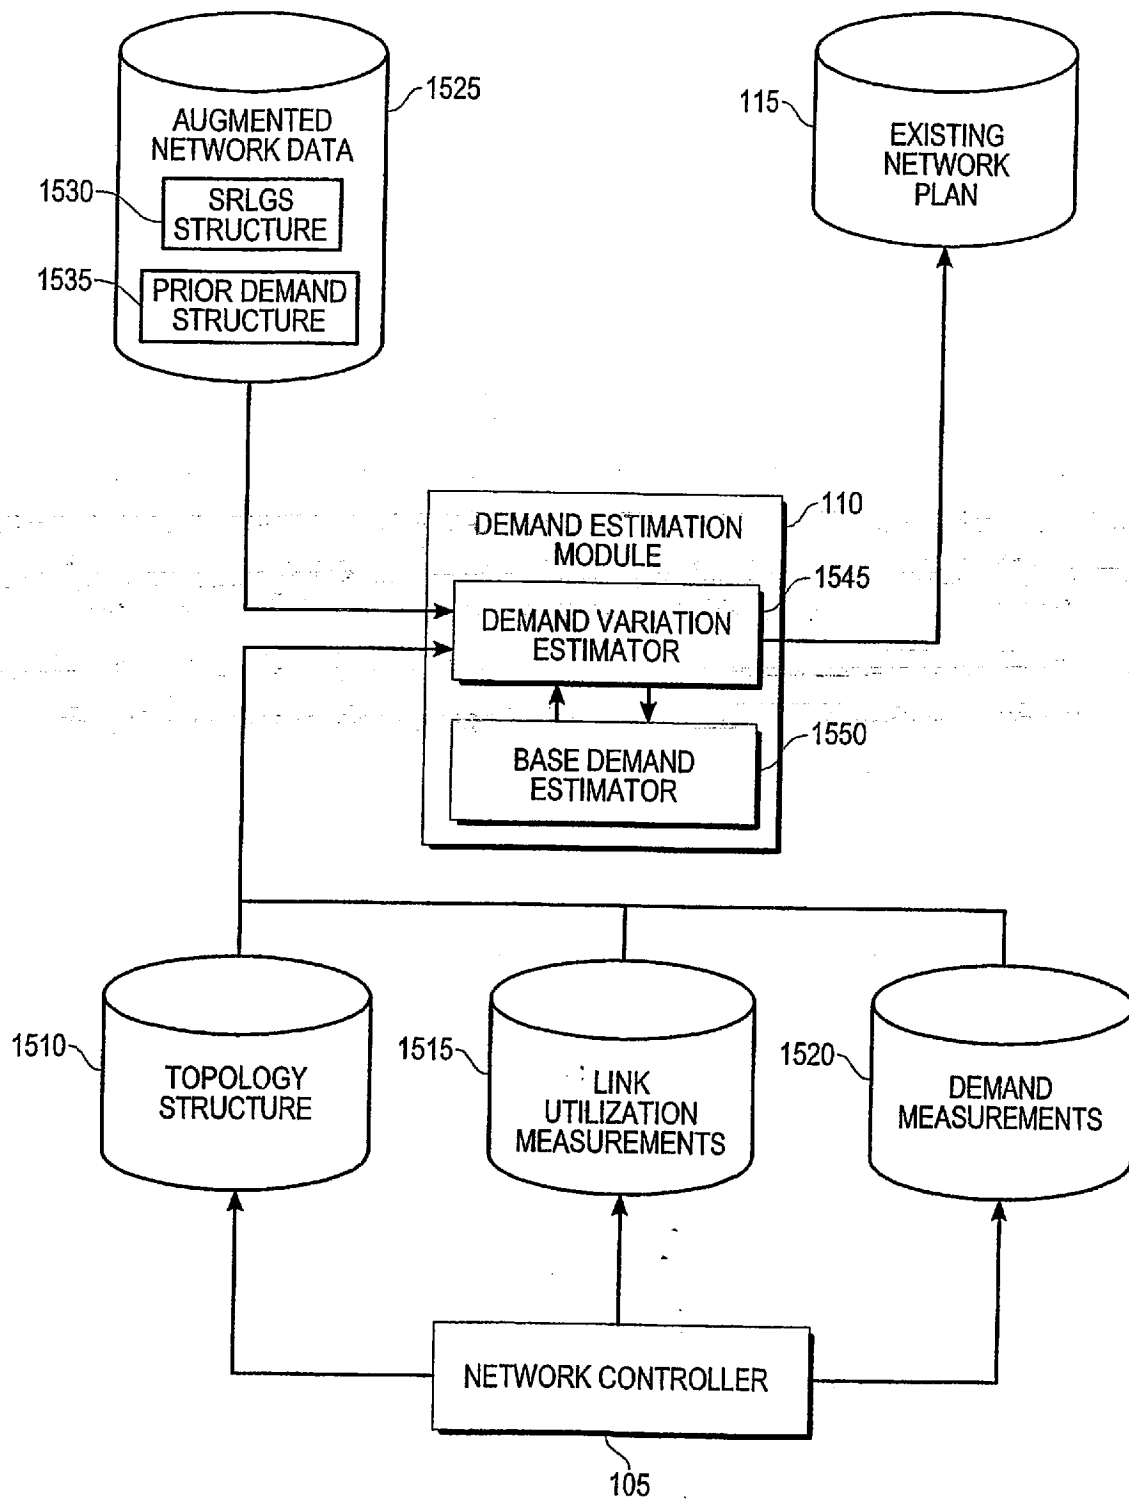 1525
115
AUGMENTED
NETWORK DATA
1530
SRLGS
STRUCTURE
1535
PRIOR DEMAND
STRUCTURE
EXISTING
NETWORK
PLAN
110
DEMAND ESTIMATION
MODULE
1545
DEMAND VARIATION
ESTIMATOR
1550
BASE DEMAND
ESTIMATOR
1510
TOPOLOGY
STRUCTURE
1515
LINK
UTILIZATION
MEASUREMENTS
1520
DEMAND
MEASUREMENTS
NETWORK CONTROLLER
105